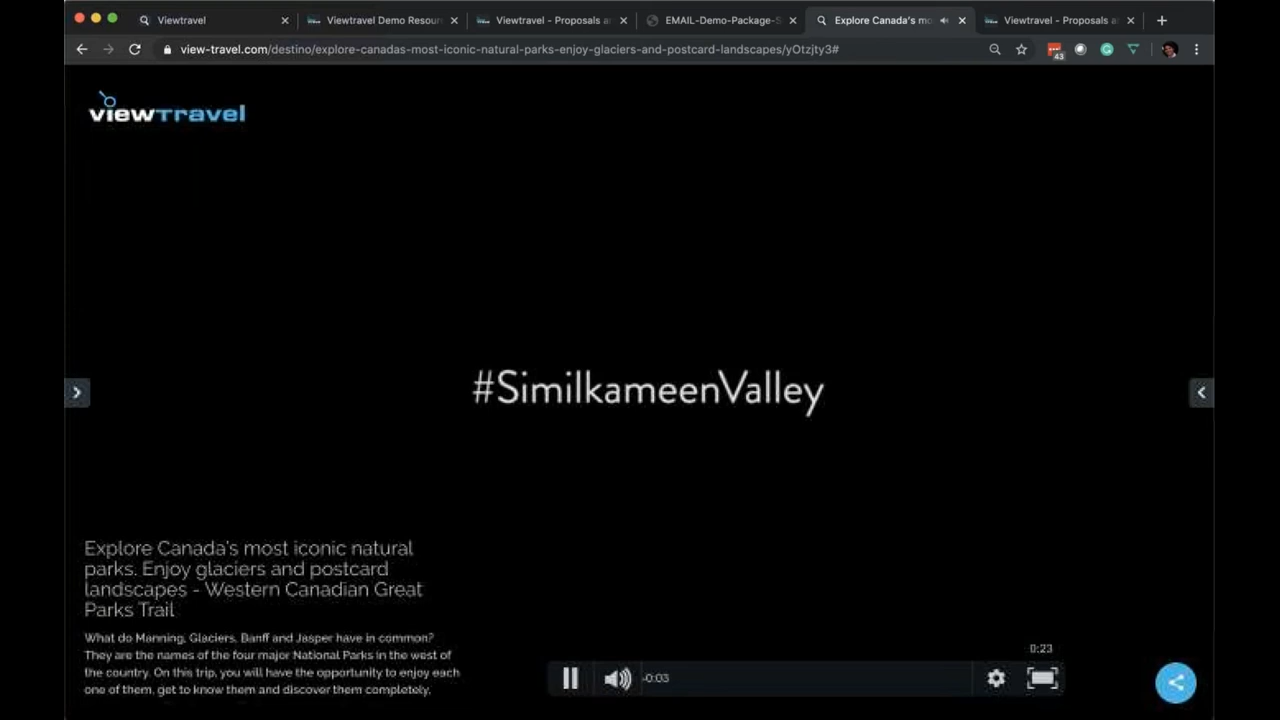 Viewtravel
Viewtravel Demo Resour
Viewtravel - Proposals a
EMAIL-Demo-Package-S
Explore Canada's mo
Viewtravel - Proposals a
view-travel.com/destino/explore-canadas-most-iconic-natural-parks-enjoy-glaciers-and-postcard-landscapes/yOtzjty3#
43
viewtravel
#SimilkameenValley
Explore Canada's most iconic natural
parks. Enjoy glaciers and postcard
landscapes - Western Canadian Great
Parks Trail
What do Manning, Glaciers, Banff and Jasper have in common?
They are the names of the four major National Parks in the west of
the country. On this trip, you will have the opportunity to enjoy each
one of them, get to know them and discover them completely.
0:23
-0:03